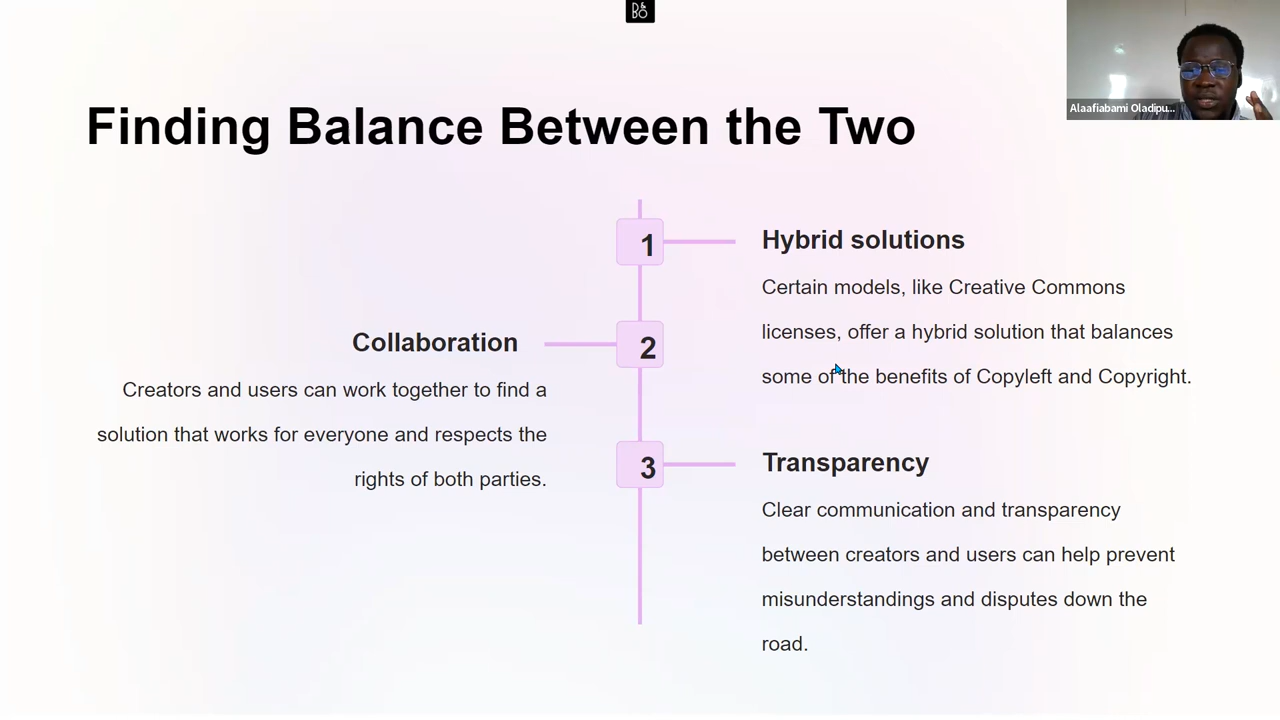 D&
BO
Alaafiabami Oladipu...
Finding Balance Between the Two
1
Hybrid solutions
Certain models, like Creative Commons
licenses, offer a hybrid solution that balances
some of the benefits of Copyleft and Copyright.
2
Collaboration
Creators and users can work together to find a
solution that works for everyone and respects the
rights of both parties.
3
Transparency
Clear communication and transparency
between creators and users can help prevent
misunderstandings and disputes down the
road.